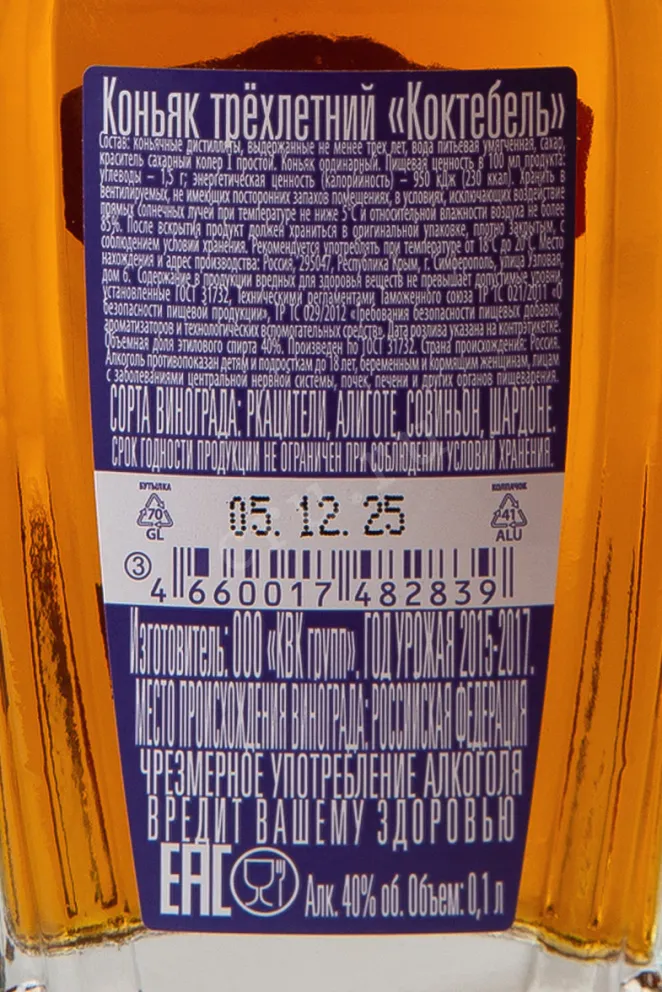 Коньяк трёхлетний «Коктебель»
Состав: коньячные дистилляты, выдержанные не менее трех лет, вода питьевая умягченная, сахар,
краситель сахарный колер I простой. Коньяк ординарный. Пищевая ценность в 100 мл продукта:
углеводы – 1,5 г; энергетическая ценность (калорийность) – 950 кДж (230 ккал). Хранить в
вентилируемых, не имеющих посторонних запахов помещениях, в условиях, исключающих воздействие
прямых солнечных лучей при температуре не ниже 5°С и относительной влажности воздуха не более
85%. После вскрытия продукт должен храниться в оригинальной упаковке, плотно закрытым, с
соблюдением условий хранения. Рекомендуется употреблять при температуре от 18°С до 20°С. Место
нахождения и адрес производства: Россия, 295047, Республика Крым, г. Симферополь, улица Узловая,
дом 6. Содержание в продукции вредных для здоровья веществ не превышает допустимые уровни,
установленные ГОСТ 31732, Техническими регламентами Таможенного союза ТР ТС 021/2011 «О
безопасности пищевой продукции», ТР ТС 029/2012 «Требования безопасности пищевых добавок,
ароматизаторов и технологических вспомогательных средств». Дата розлива указана на контрэтикетке.
Объемная доля этилового спирта 40%. Произведен по ГОСТ 31732. Страна происхождения: Россия.
Алкоголь противопоказан детям и подросткам до 18 лет, беременным и кормящим женщинам, лицам
с заболеваниями центральной нервной системы, почек, печени и других органов пищеварения.
СОРТА ВИНОГРАДА: РКАЦИТЕЛИ, АЛИГОТЕ, СОВИНЬОН, ШАРДОНЕ.
СРОК ГОДНОСТИ ПРОДУКЦИИ НЕ ОГРАНИЧЕН ПРИ СОБЛЮДЕНИИ УСЛОВИЙ ХРАНЕНИЯ.
БУТЫЛКА
70
GL
05.12.25
КОЛПАЧОК
41
ALU
3
4 660017 482839
Изготовитель: ООО «КВК групп». ГОД УРОЖАЯ 2015-2017.
МЕСТО ПРОИСХОЖДЕНИЯ ВИНОГРАДА: РОССИЙСКАЯ ФЕДЕРАЦИЯ
ЧРЕЗМЕРНОЕ УПОТРЕБЛЕНИЕ АЛКОГОЛЯ
ВРЕДИТ ВАШЕМУ ЗДОРОВЬЮ
EAC Алк. 40% об. Объем: 0,1 л